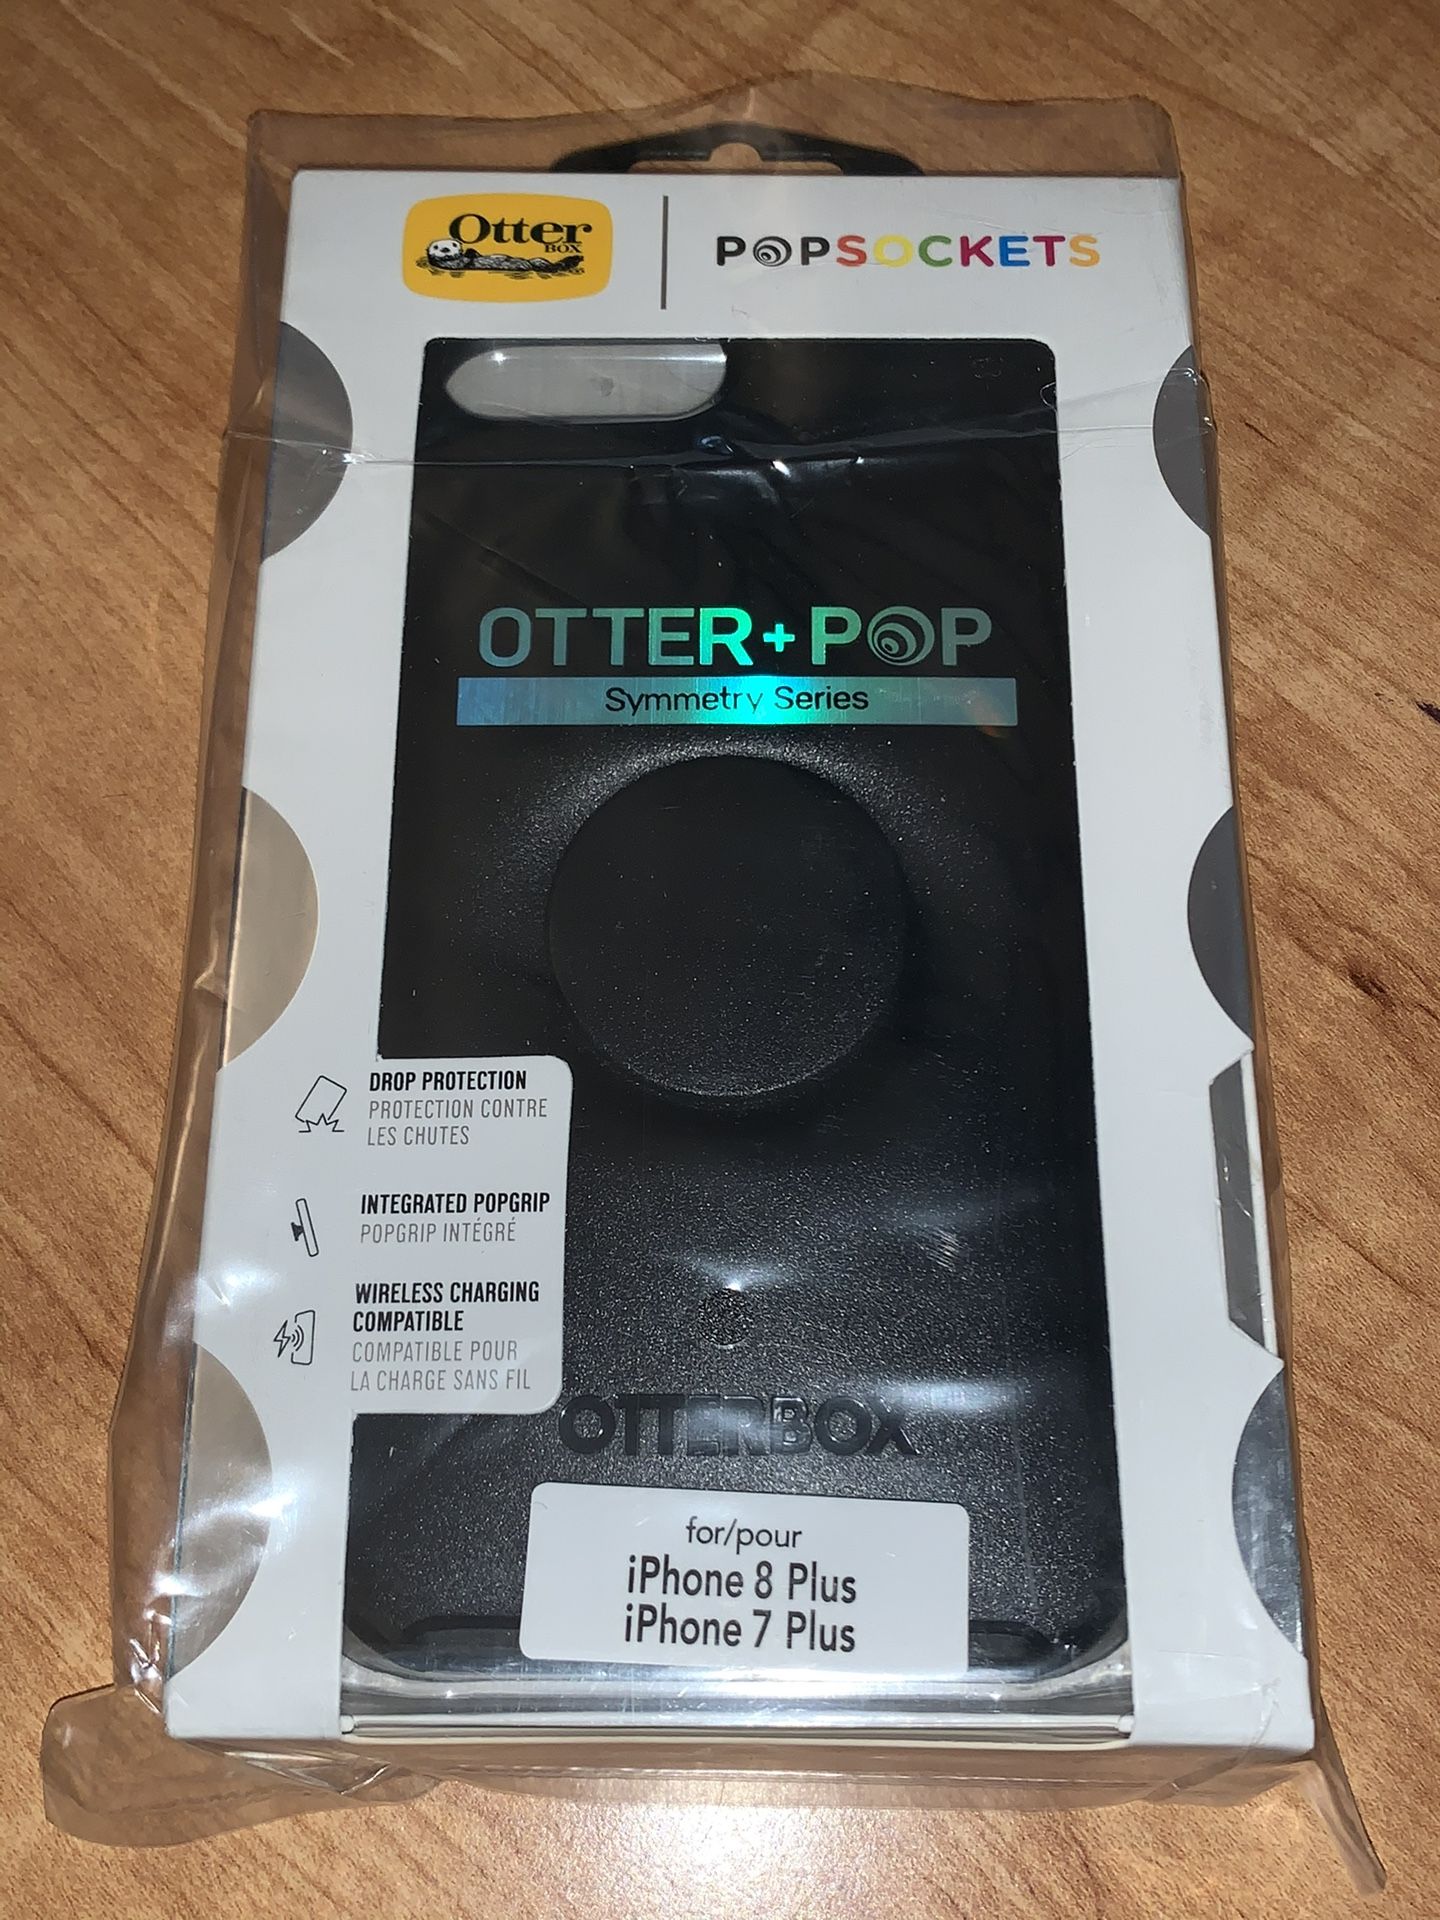 Otter
BOX
POPSOCKETS
OTTER+POP
Symmetry Series
DROP PROTECTION
PROTECTION CONTRE
LES CHUTES
INTEGRATED POPGRIP
POPGRIP INTÉGRÉ
WIRELESS CHARGING
COMPATIBLE
COMPATIBLE POUR
LA CHARGE SANS FIL
OTTERBOX
for/pour
iPhone 8 Plus
iPhone 7 Plus